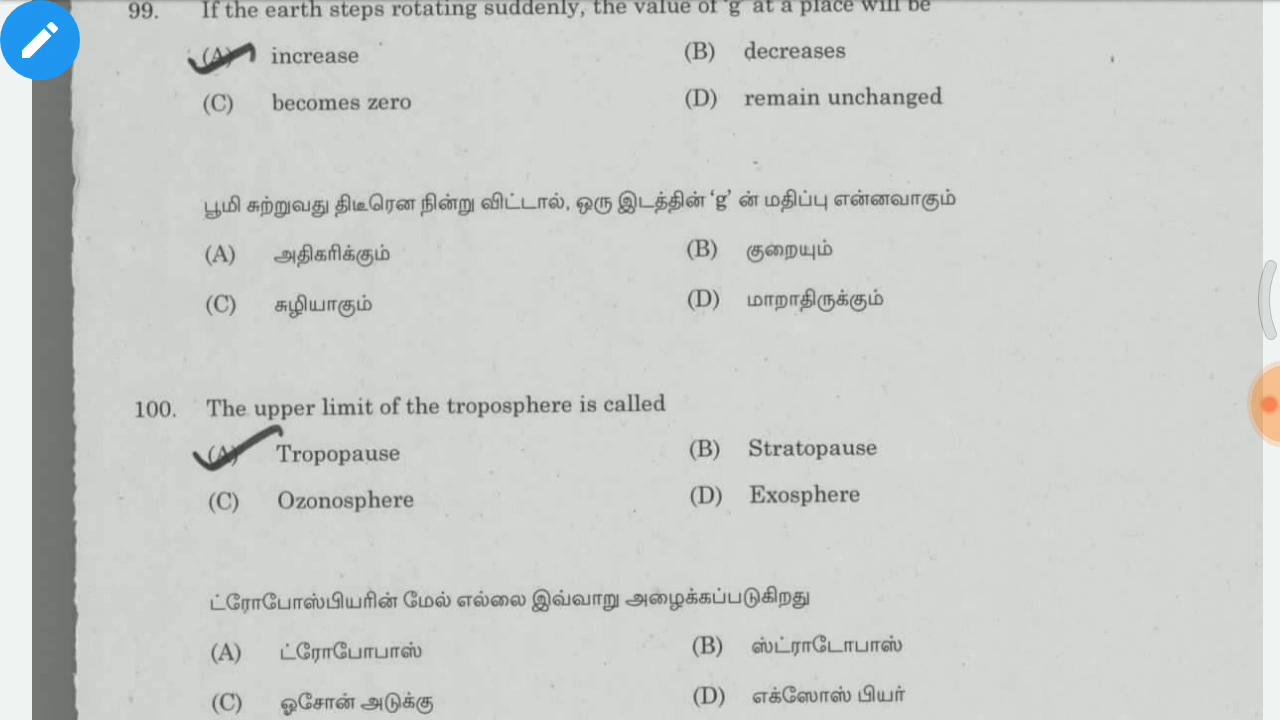 99. If the earth steps rotating suddenly, the value of 'g' at a place will be
(A) increase (B) decreases
(C) becomes zero (D) remain unchanged
பூமி சுற்றுவது திடீரென நின்று விட்டால், ஒரு இடத்தின் 'g' ன் மதிப்பு என்னவாகும்
(A) அதிகரிக்கும் (B) குறையும்
(C) சுழியாகும் (D) மாறாதிருக்கும்
100. The upper limit of the troposphere is called
(A) Tropopause (B) Stratopause
(C) Ozonosphere (D) Exosphere
ட்ரோபோஸ்பியரின் மேல் எல்லை இவ்வாறு அழைக்கப்படுகிறது
(A) ட்ரோபோபாஸ் (B) ஸ்ட்ராடோபாஸ்
(C) ஓசோன் அடுக்கு (D) எக்ஸோஸ் பியர்